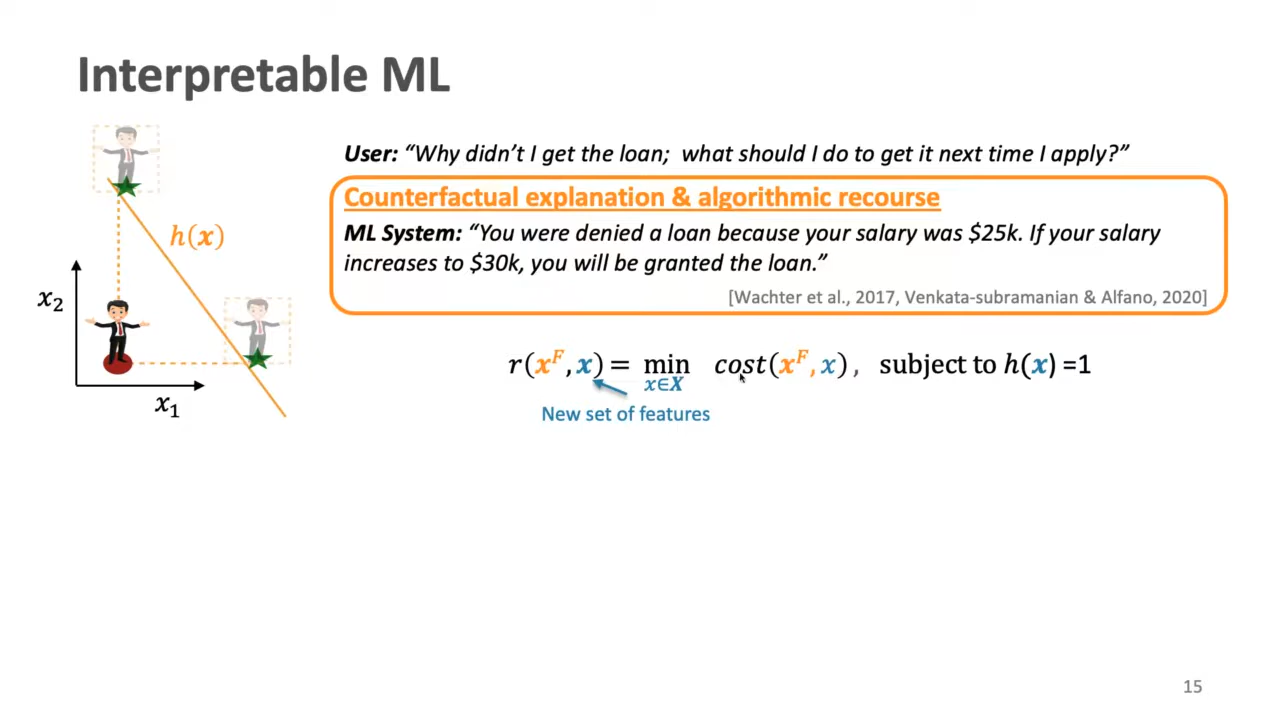 Interpretable ML
User: “Why didn’t I get the loan; what should I do to get it next time I apply?”
Counterfactual explanation & algorithmic recourse
ML System: “You were denied a loan because your salary was $25k. If your salary
increases to $30k, you will be granted the loan.”
[Wachter et al., 2017, Venkata-subramanian & Alfano, 2020]
h(x)
x₂
x₁
r(xᶠ, x) = min cost(xᶠ, x), subject to h(x) =1
x∈X
New set of features
15